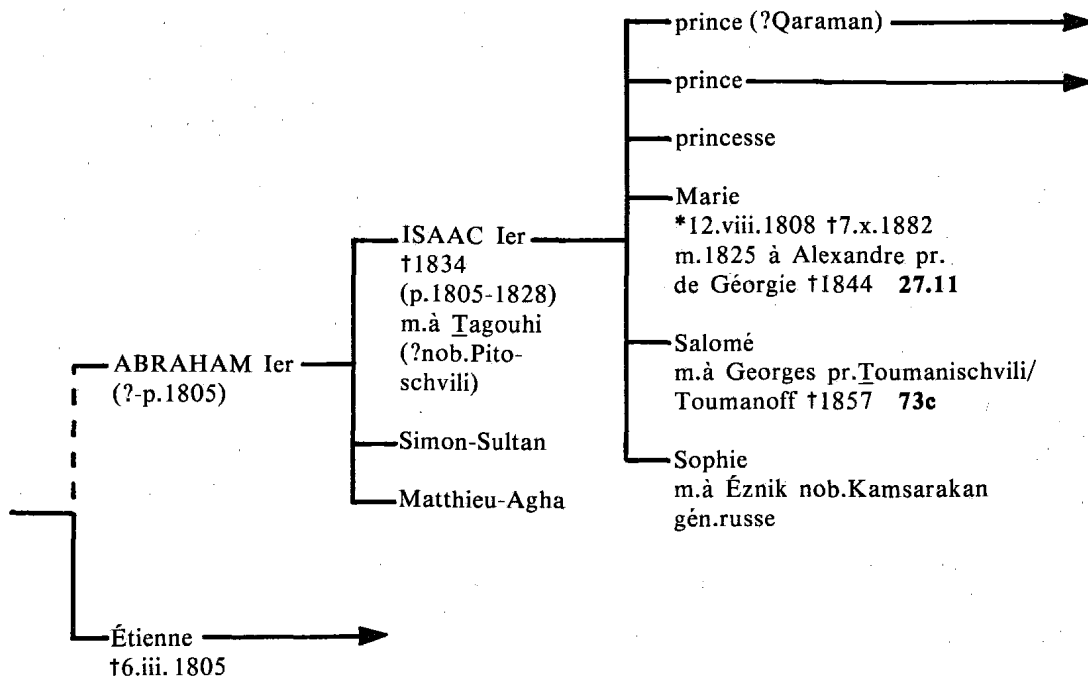 prince (?Qaraman)
prince
princesse
Marie
*12.viii.1808 †7.x.1882
m.1825 à Alexandre pr.
de Géorgie †1844 27.11
ISAAC Ier
†1834
(p.1805-1828)
m.à Tagouhi
(?nob.Pito-
schvili)
Salomé
m.à Georges pr.Toumanischvili/
Toumanoff †1857 73c
ABRAHAM Ier
(?-p.1805)
Simon-Sultan
Matthieu-Agha
Sophie
m.à Éznik nob.Kamsarakan
gén.russe
Étienne
†6.iii.1805